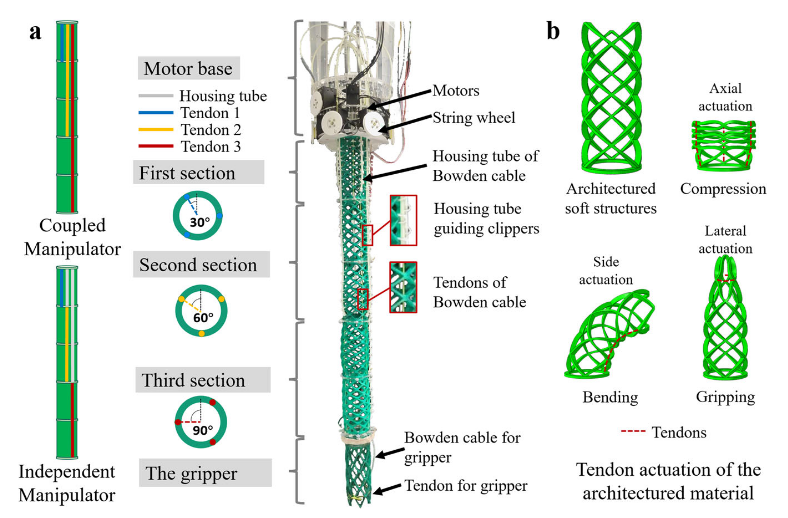 a
Coupled
Manipulator
Independent
Manipulator
Motor base
Housing tube
Tendon 1
Tendon 2
Tendon 3
First section
30°
Second section
60°
Third section
90°
The gripper
Motors
String wheel
Housing tube of
Bowden cable
Housing tube
guiding clippers
Tendons of
Bowden cable
Bowden cable for
gripper
Tendon for gripper
b
Architectured
soft structures
Axial
actuation
Compression
Side
actuation
Bending
Lateral
actuation
Gripping
Tendons
Tendon actuation of the
architectured material